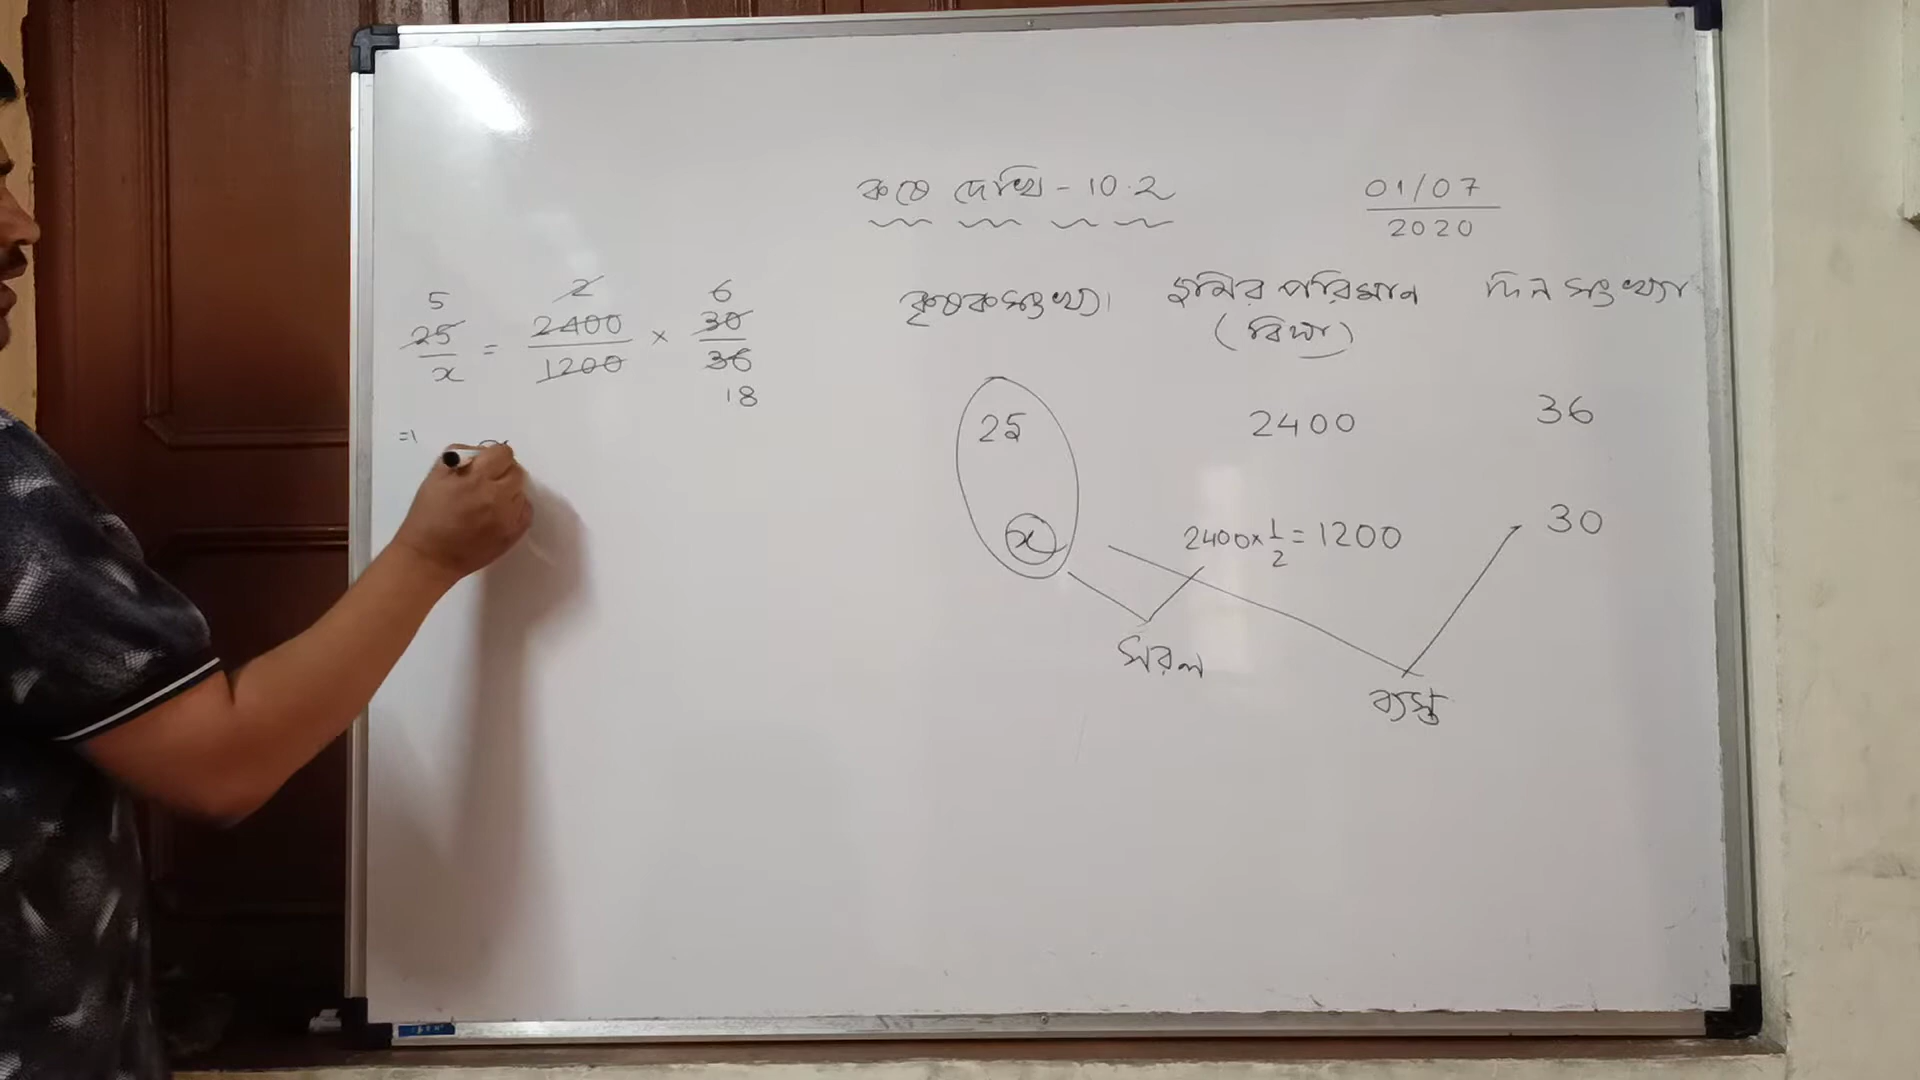 কষে দেখি - 10.2
01/07
2020
কৃষকসংখ্যা জমির পরিমান দিন সংখ্যা
(বিঘা)
25 2400 36
x 2400 × 1/2 = 1200 30
সরল
ব্যস্ত
5 2 6
25/x = 2400/1200 × 30/36
18
⇒